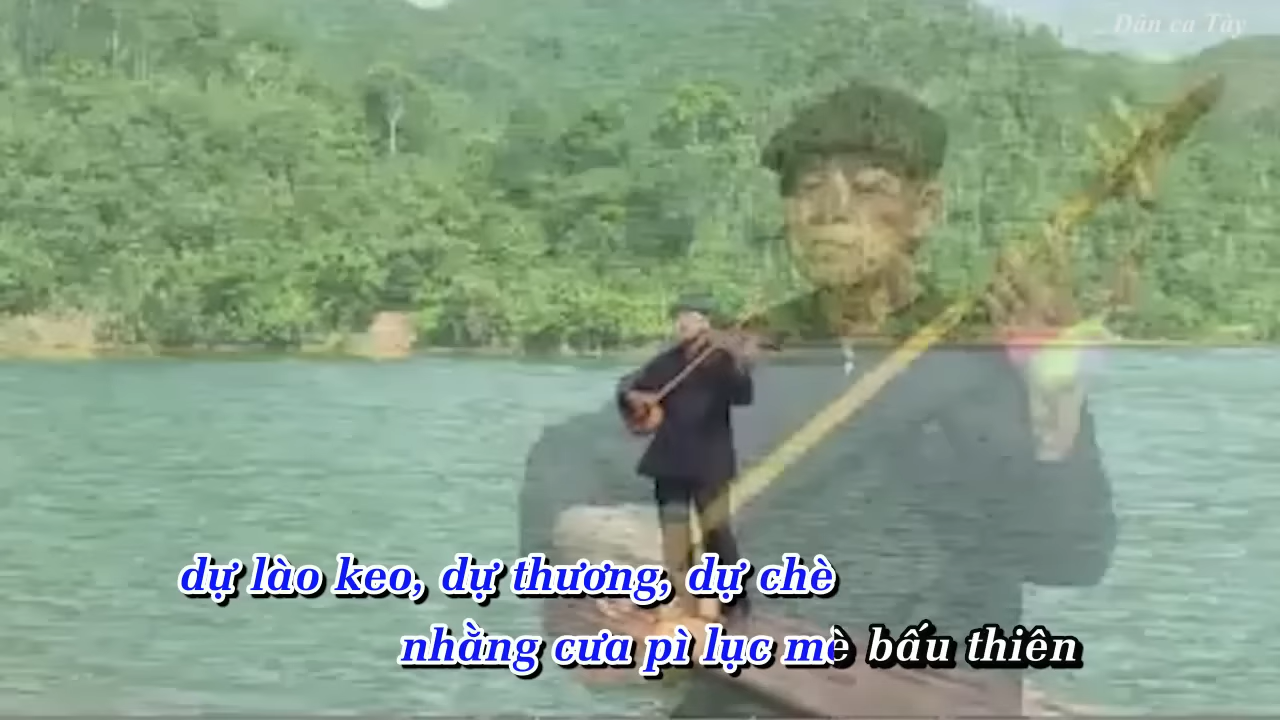 Dân ca Tày
dự lào keo, dự thương, dự chè
nhằng cưa pì lục mè bấu thiên